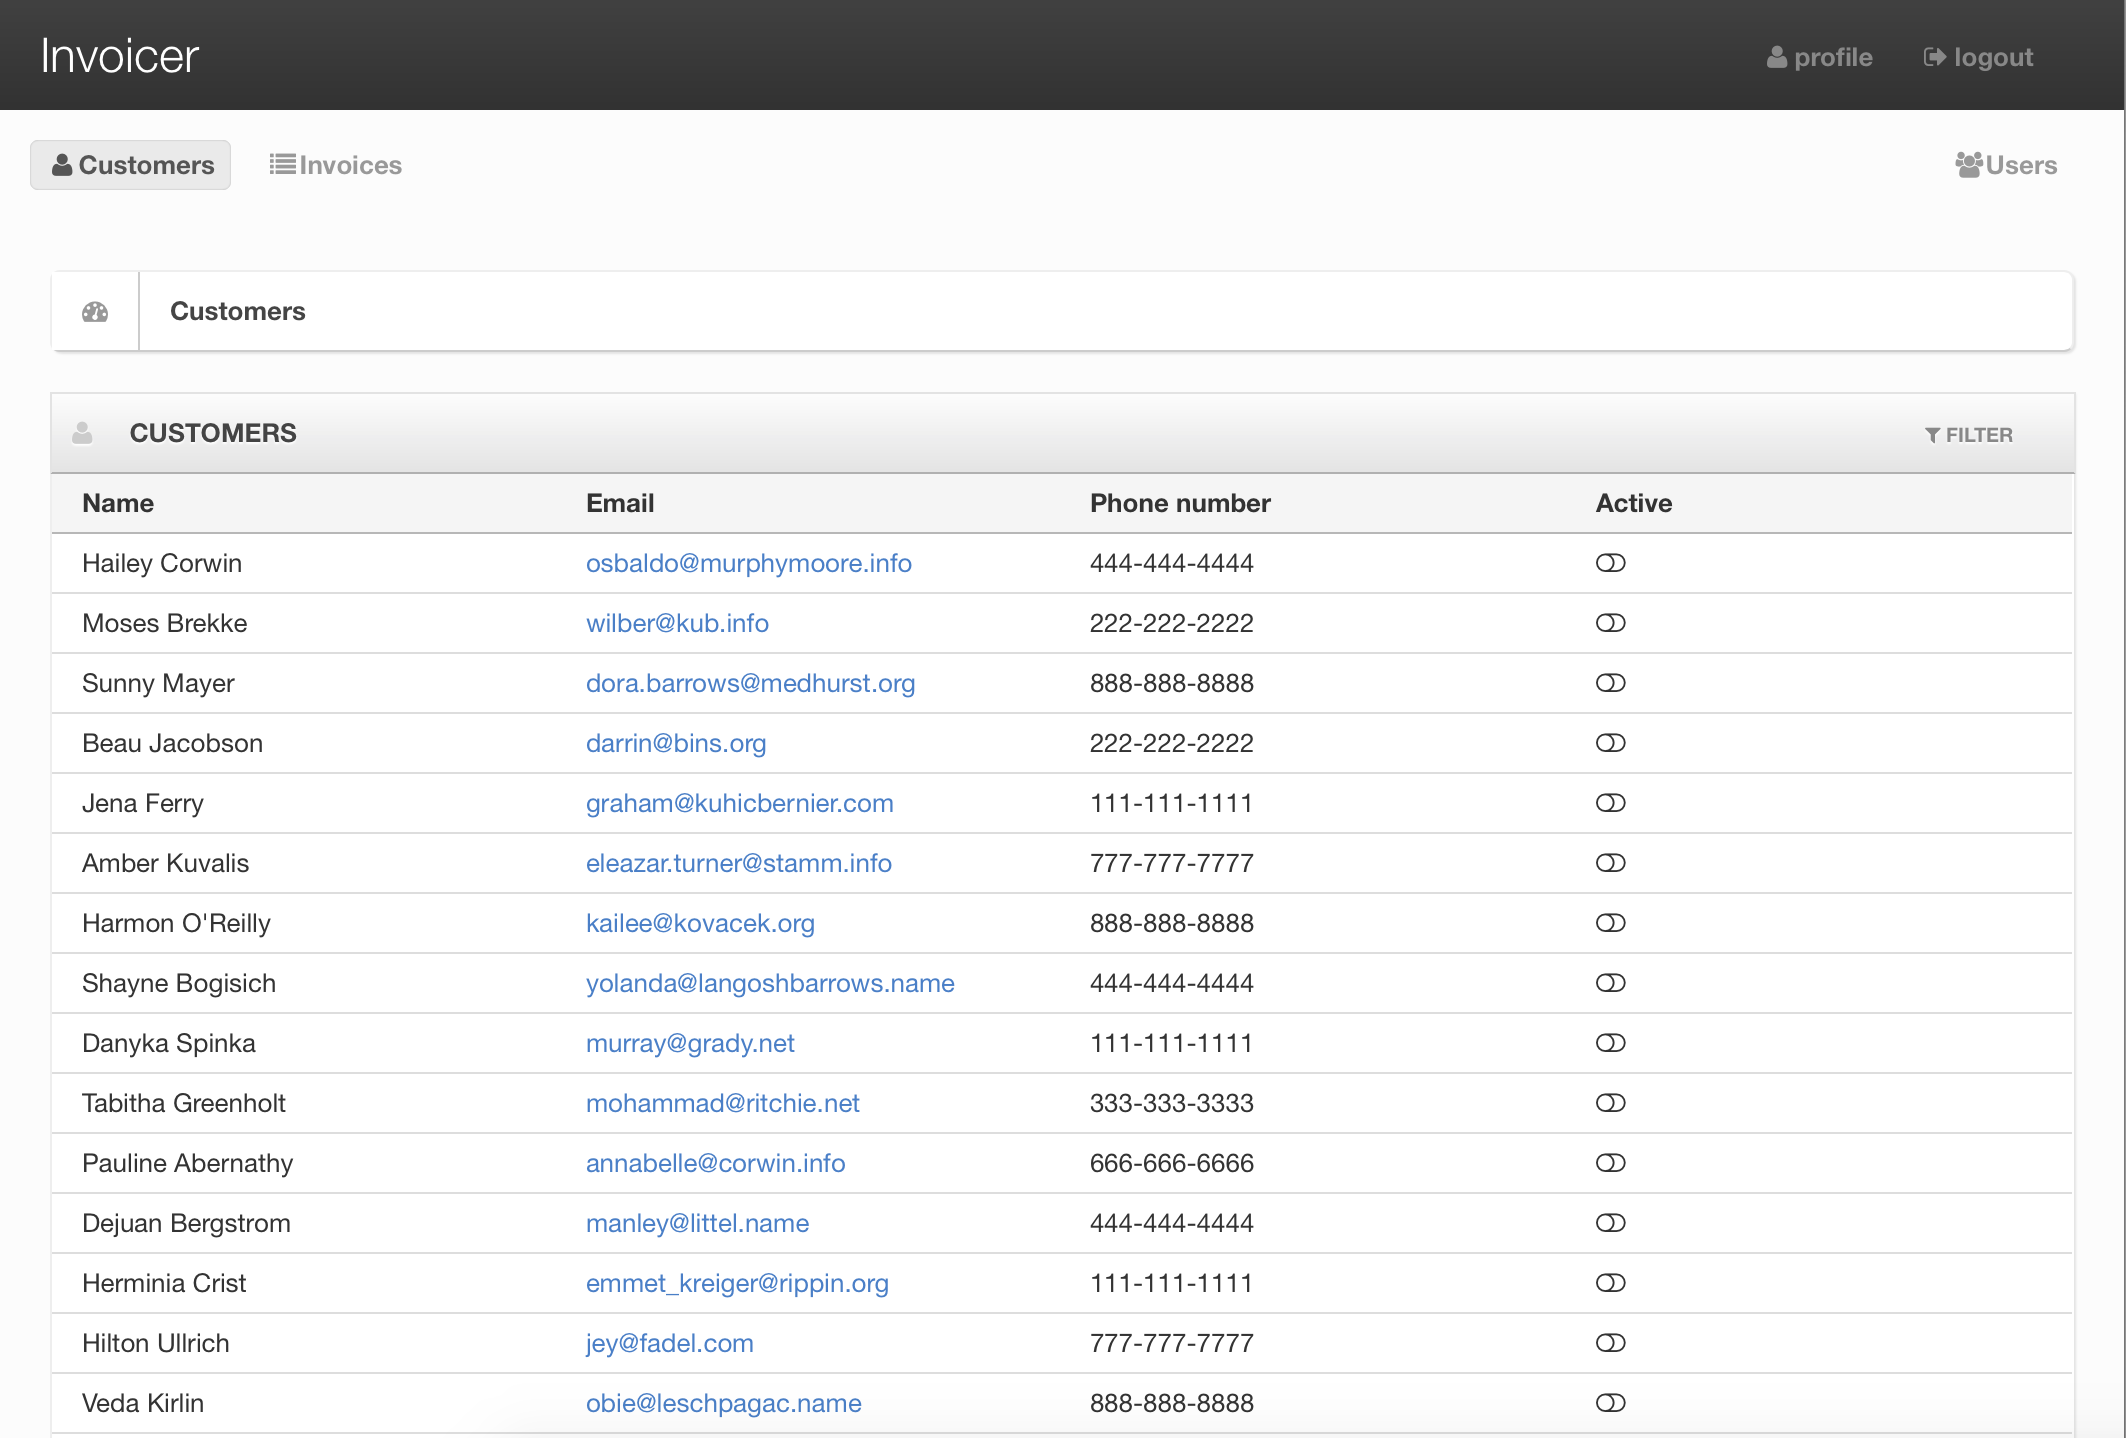 Invoicer profile logout
Customers Invoices Users
Customers
CUSTOMERS FILTER
Name Email Phone number Active
Hailey Corwin osbaldo@murphymoore.info 444-444-4444
Moses Brekke wilber@kub.info 222-222-2222
Sunny Mayer dora.barrows@medhurst.org 888-888-8888
Beau Jacobson darrin@bins.org 222-222-2222
Jena Ferry graham@kuhicbernier.com 111-111-1111
Amber Kuvalis eleazar.turner@stamm.info 777-777-7777
Harmon O'Reilly kailee@kovacek.org 888-888-8888
Shayne Bogisich yolanda@langoshbarrows.name 444-444-4444
Danyka Spinka murray@grady.net 111-111-1111
Tabitha Greenholt mohammad@ritchie.net 333-333-3333
Pauline Abernathy annabelle@corwin.info 666-666-6666
Dejuan Bergstrom manley@littel.name 444-444-4444
Herminia Crist emmet_kreiger@rippin.org 111-111-1111
Hilton Ullrich jey@fadel.com 777-777-7777
Veda Kirlin obie@leschpagac.name 888-888-8888